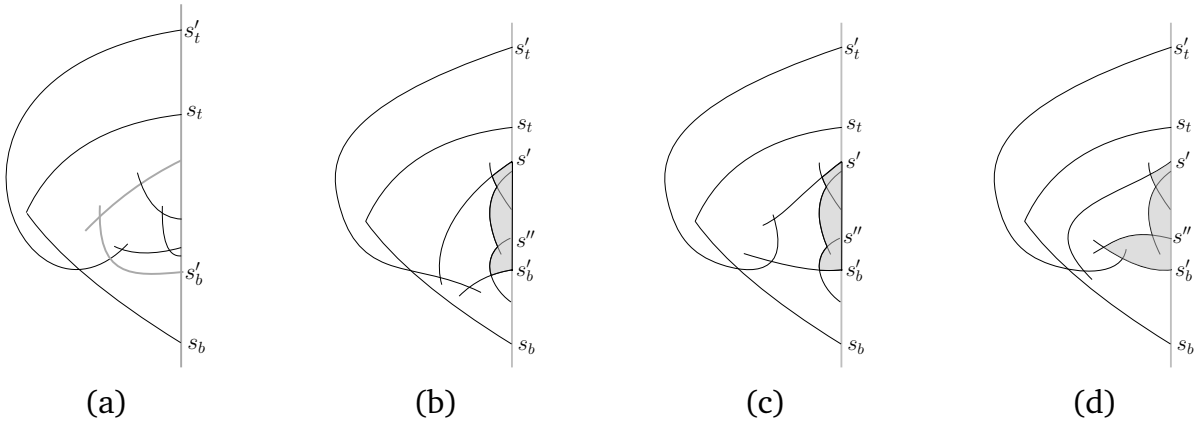 s′_t
s_t
s′_b
s_b
(a)
s′_t
s_t
s′
s″
s′_b
s_b
(b)
s′_t
s_t
s′
s″
s′_b
s_b
(c)
s′_t
s_t
s′
s″
s′_b
s_b
(d)